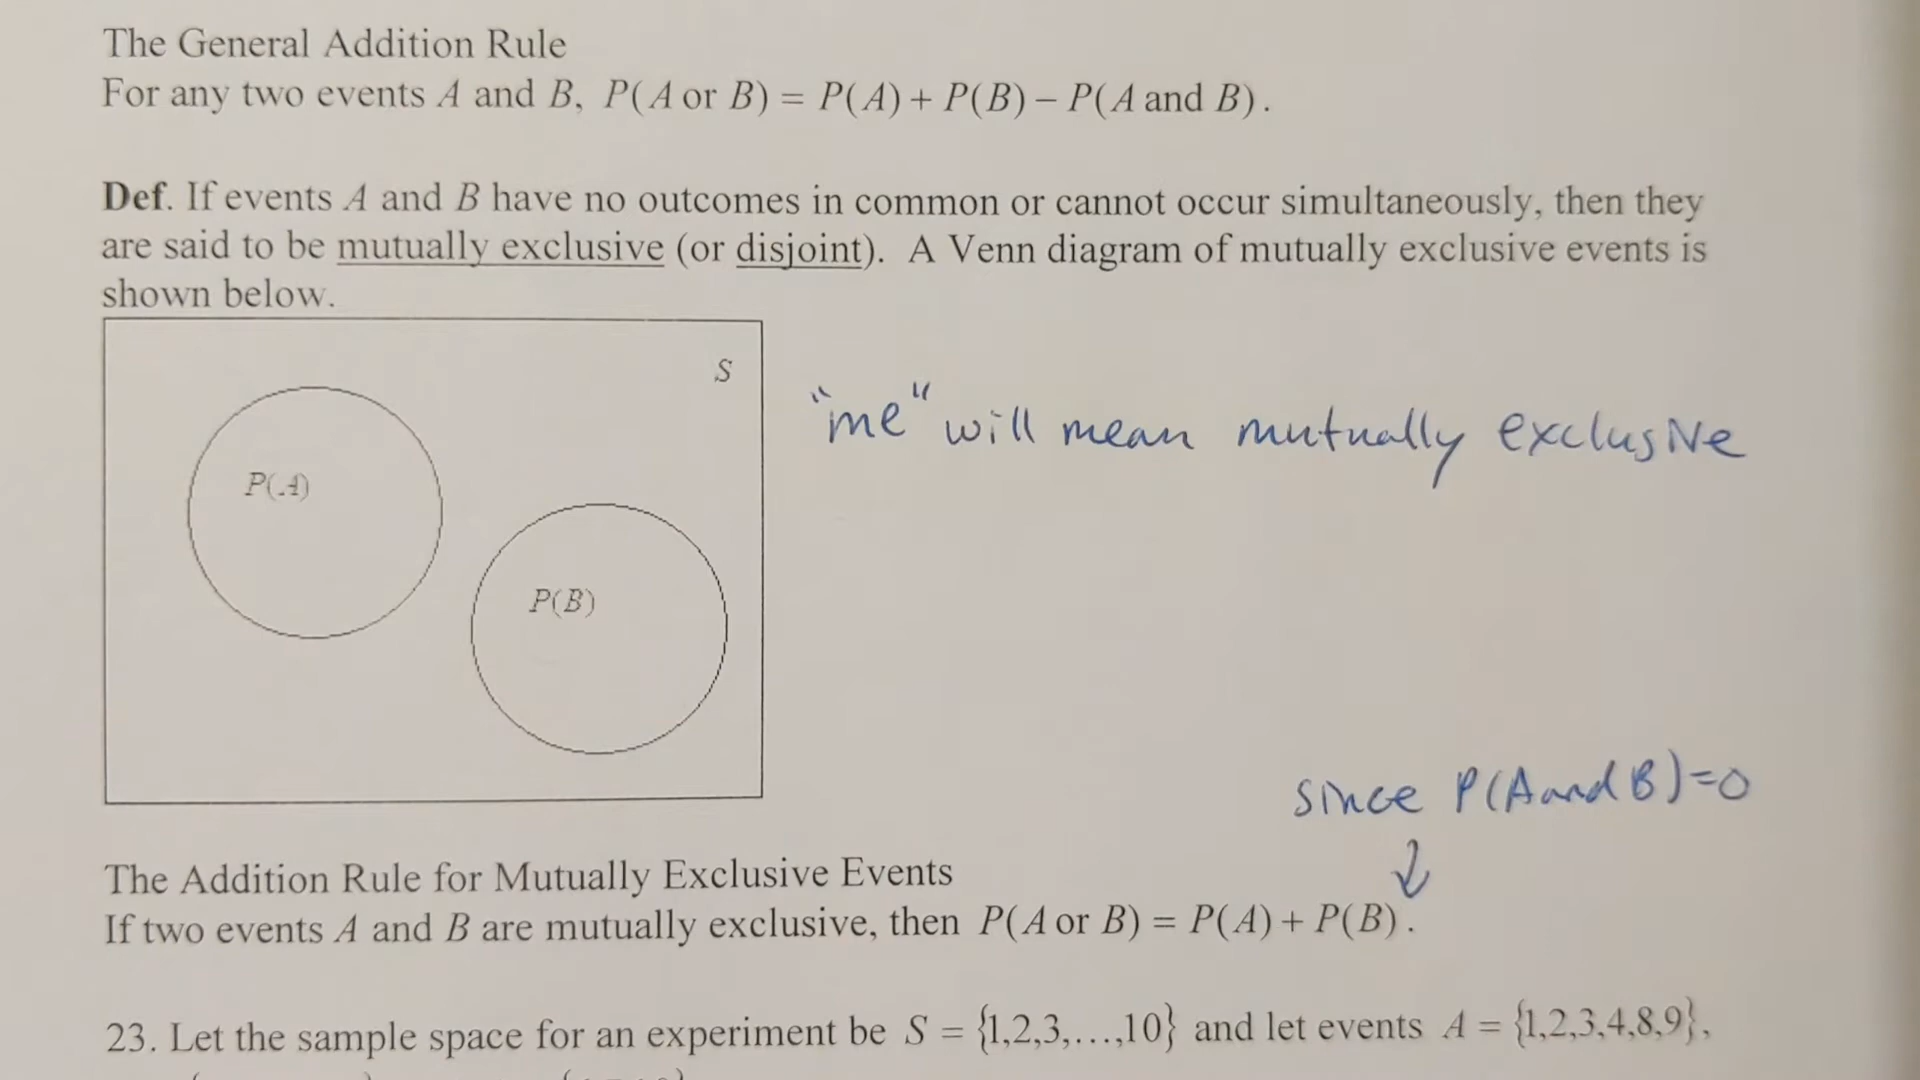 The General Addition Rule
For any two events A and B, P(A or B) = P(A) + P(B) − P(A and B).
Def. If events A and B have no outcomes in common or cannot occur simultaneously, then they
are said to be mutually exclusive (or disjoint). A Venn diagram of mutually exclusive events is
shown below.
S
"me" will mean mutually exclusive
P(A)
P(B)
since P(A and B)=0
The Addition Rule for Mutually Exclusive Events
If two events A and B are mutually exclusive, then P(A or B) = P(A) + P(B).
23. Let the sample space for an experiment be S = {1,2,3,...,10} and let events A = {1,2,3,4,8,9},